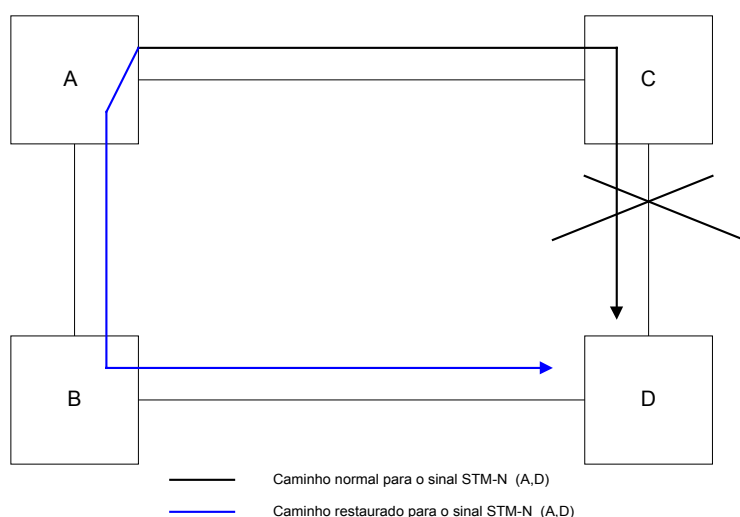 A
C
B
D
Caminho normal para o sinal STM-N (A,D)
Caminho restaurado para o sinal STM-N (A,D)